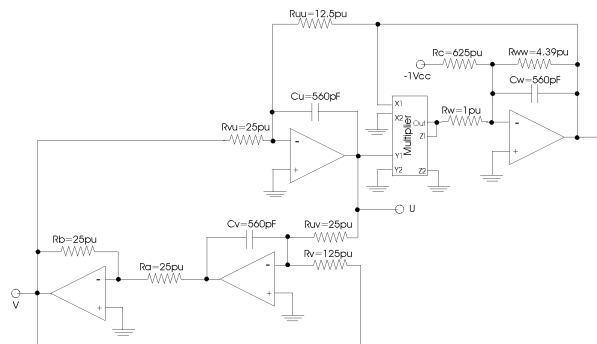 Ruu=12.5pu
Rc=625pu
Rww=4.39pu
-1Vcc
Cw=560pF
Cu=560pF
X1
X2
Out
Z1
Rw=1pu
Multiplier
Rvu=25pu
-
+
-
+
Y1
Y2
Z2
U
Cv=560pF
Ruv=25pu
Rb=25pu
Ra=25pu
Rv=125pu
-
+
-
+
V